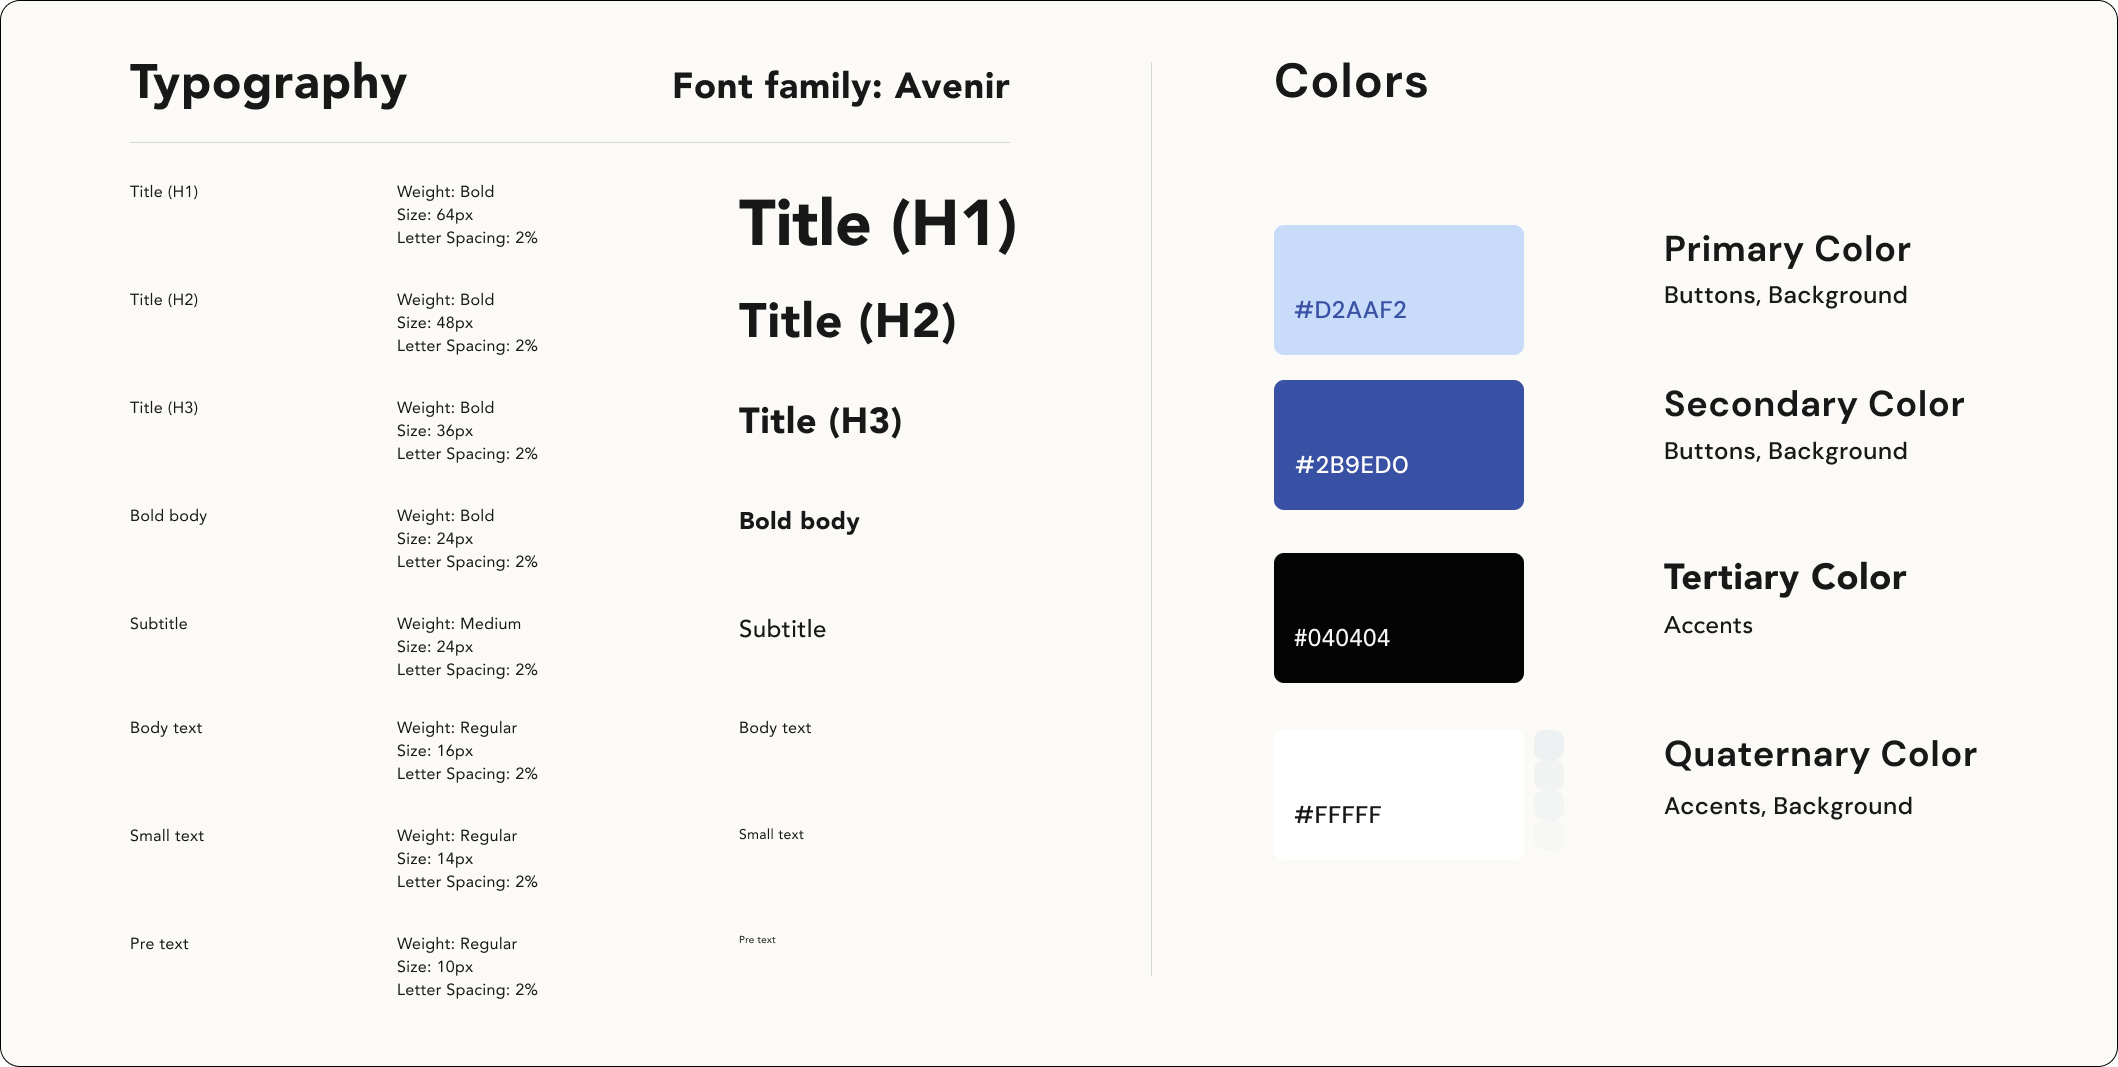 Typography
Font family: Avenir
Title (H1)
Weight: Bold
Size: 64px
Letter Spacing: 2%
Title (H1)
Title (H2)
Weight: Bold
Size: 48px
Letter Spacing: 2%
Title (H2)
Title (H3)
Weight: Bold
Size: 36px
Letter Spacing: 2%
Title (H3)
Bold body
Weight: Bold
Size: 24px
Letter Spacing: 2%
Bold body
Subtitle
Weight: Medium
Size: 24px
Letter Spacing: 2%
Subtitle
Body text
Weight: Regular
Size: 16px
Letter Spacing: 2%
Body text
Small text
Weight: Regular
Size: 14px
Letter Spacing: 2%
Small text
Pre text
Weight: Regular
Size: 10px
Letter Spacing: 2%
Pre text
Colors
#D2AAF2
Primary Color
Buttons, Background
#2B9ED0
Secondary Color
Buttons, Background
#040404
Tertiary Color
Accents
#FFFFF
Quaternary Color
Accents, Background